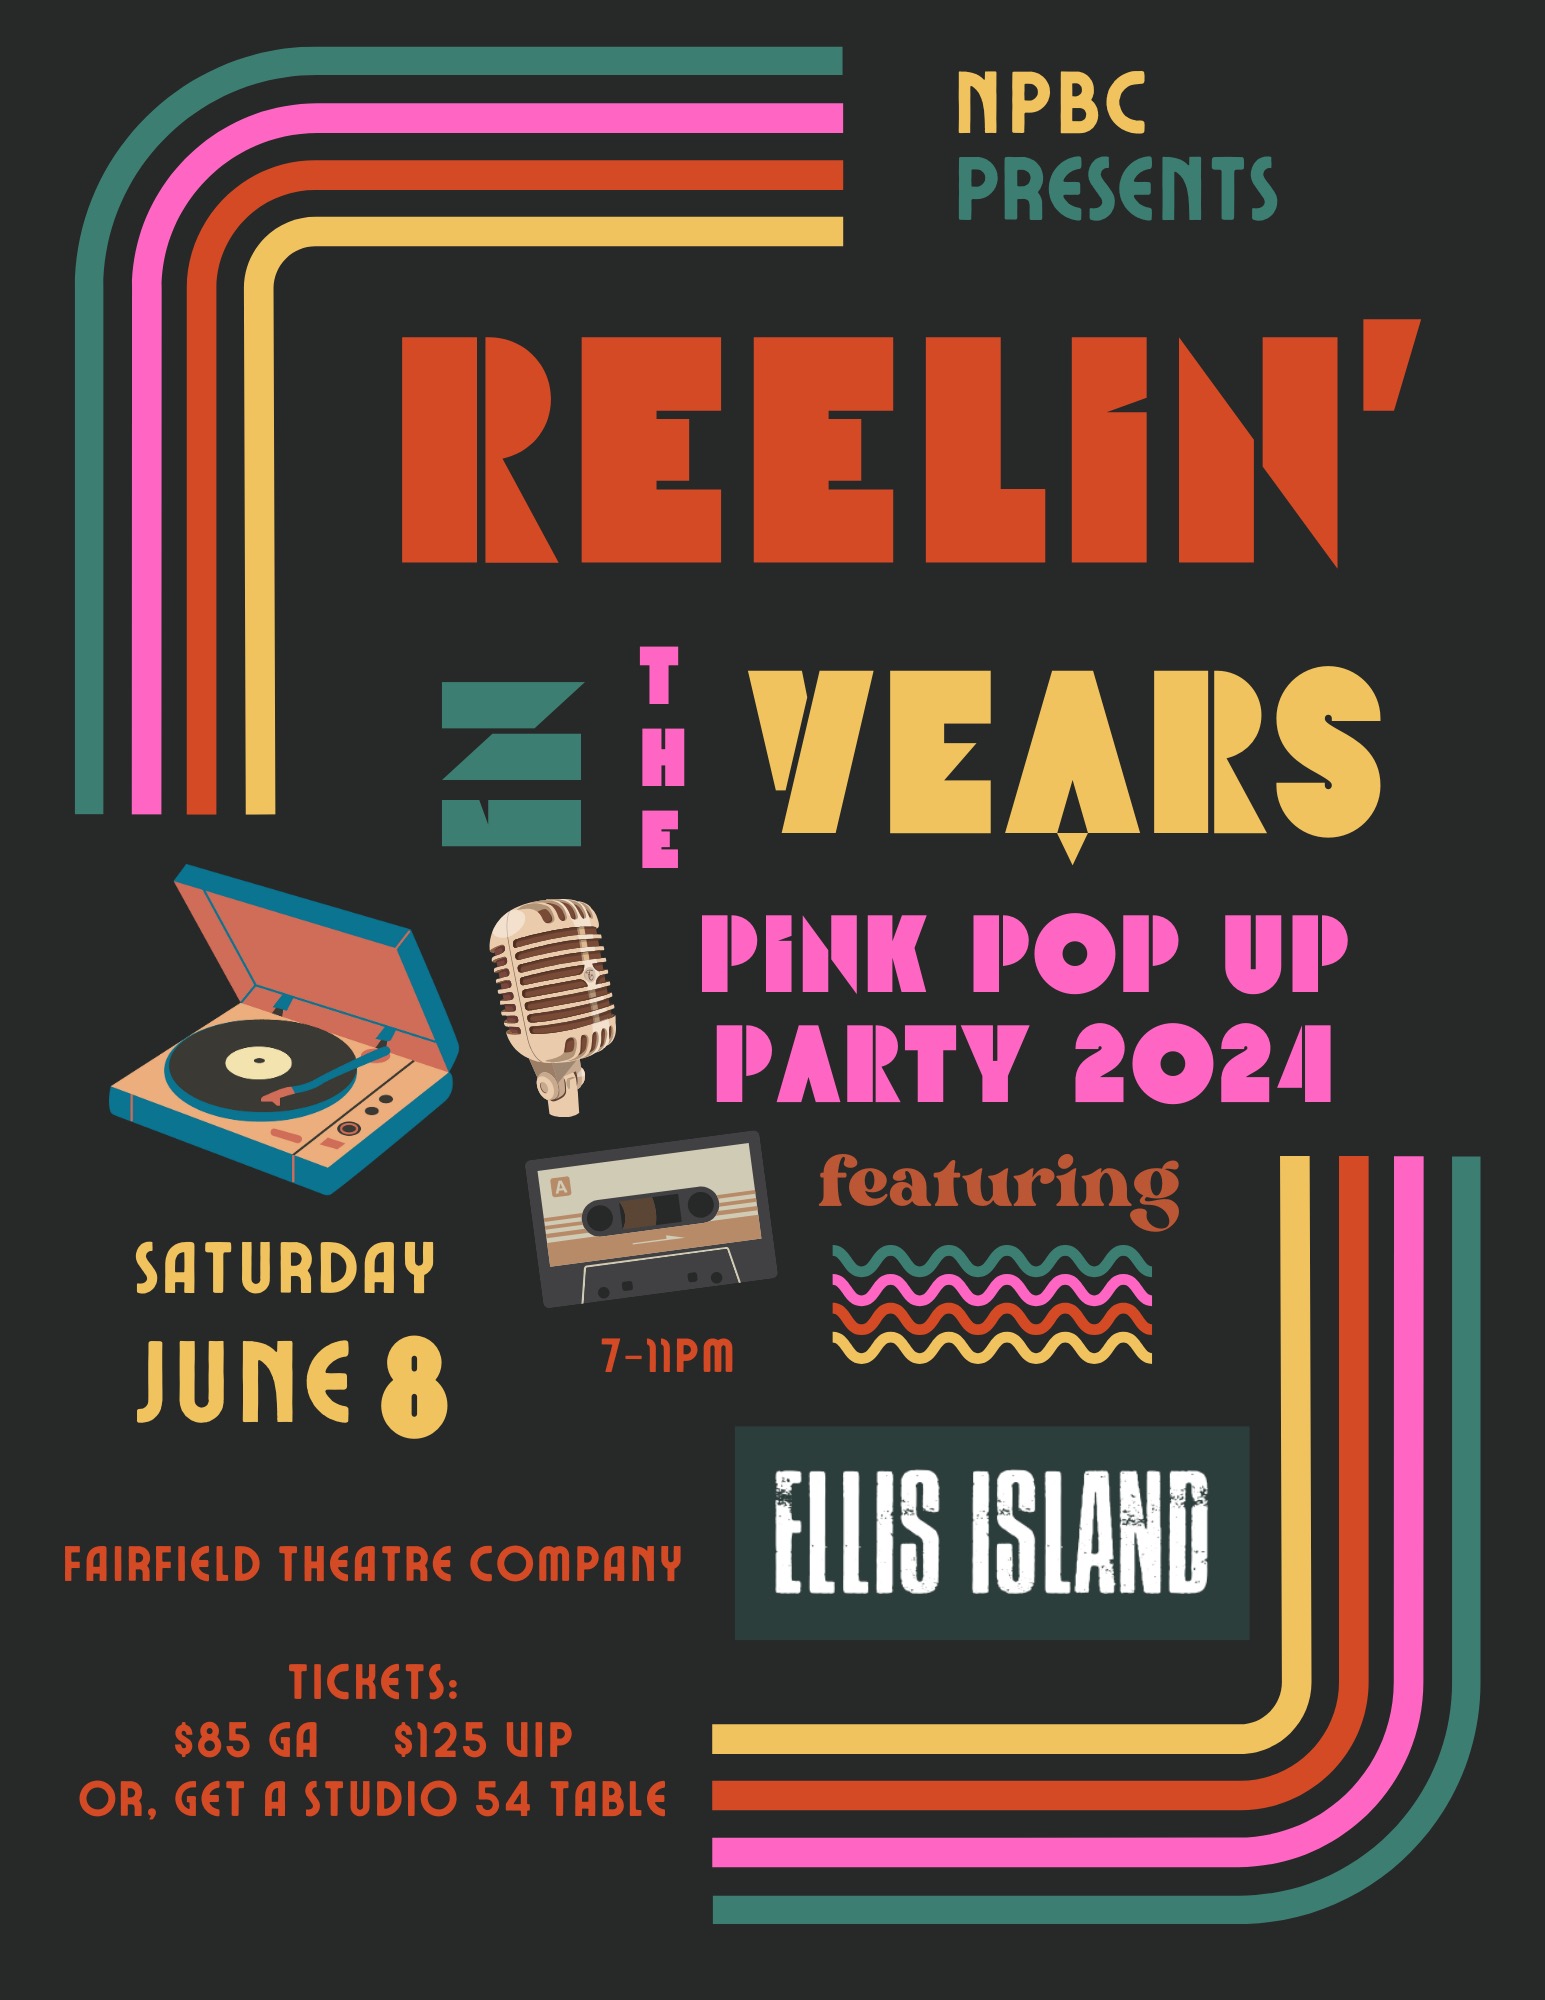 NPBC
PRESENTS
REELIN'
IN THE YEARS
PINK POP UP
PARTY 2024
featuring
A
SATURDAY
JUNE 8
7-11PM
ELLIS ISLAND
FAIRFIELD THEATRE COMPANY
TICKETS:
$85 GA $125 VIP
OR, GET A STUDIO 54 TABLE